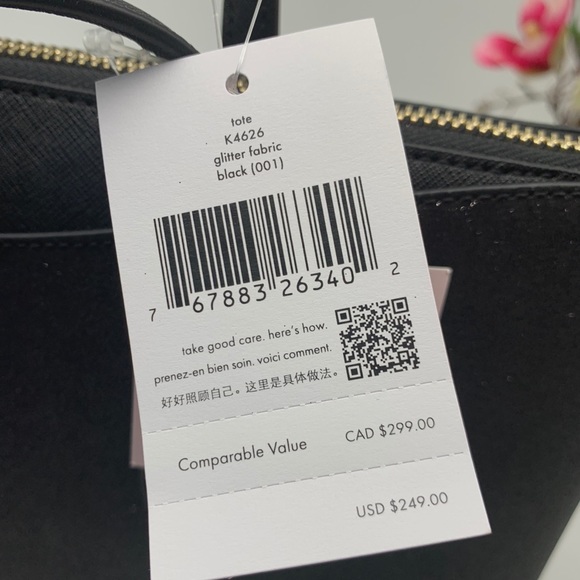 tote
K4626
glitter fabric
black (001)
7 67883 26340 2
take good care. here's how.
prenez-en bien soin. voici comment.
好好照顾自己。这里是具体做法。
Comparable Value CAD $299.00
USD $249.00